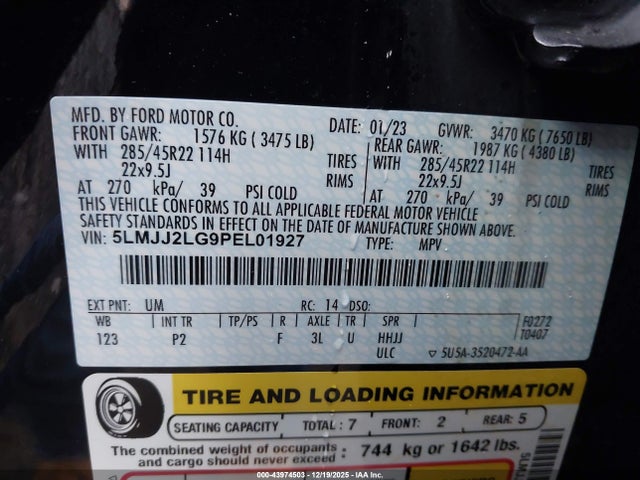 MFD. BY FORD MOTOR CO.
DATE: 01/23 GVWR: 3470 KG ( 7650 LB)
FRONT GAWR: 1576 KG ( 3475 LB) REAR GAWR: 1987 KG ( 4380 LB)
WITH 285/45R22 114H TIRES WITH 285/45R22 114H TIRES
22x9.5J RIMS 22x9.5J RIMS
AT 270 kPa/ 39 PSI COLD AT 270 kPa/ 39 PSI COLD
THIS VEHICLE CONFORMS TO ALL APPLICABLE FEDERAL MOTOR VEHICLE
SAFETY STANDARDS IN EFFECT ON THE DATE OF MANUFACTURE SHOWN ABOVE.
VIN: 5LMJJ2LG9PEL01927 TYPE: MPV
EXT PNT: UM RC: 14 DSO:
WB INT TR TP/PS R AXLE TR SPR
123 P2 F 3L U HHJJ
ULC ▽ 5U5A-3520472-AA
F0272
T0407
TIRE AND LOADING INFORMATION
SEATING CAPACITY TOTAL : 7 FRONT: 2 REAR: 5
The combined weight of occupants and cargo should never exceed : 744 kg or 1642 lbs.
Stock: 0-43974503 - 12/19/2025 - IAA Inc.